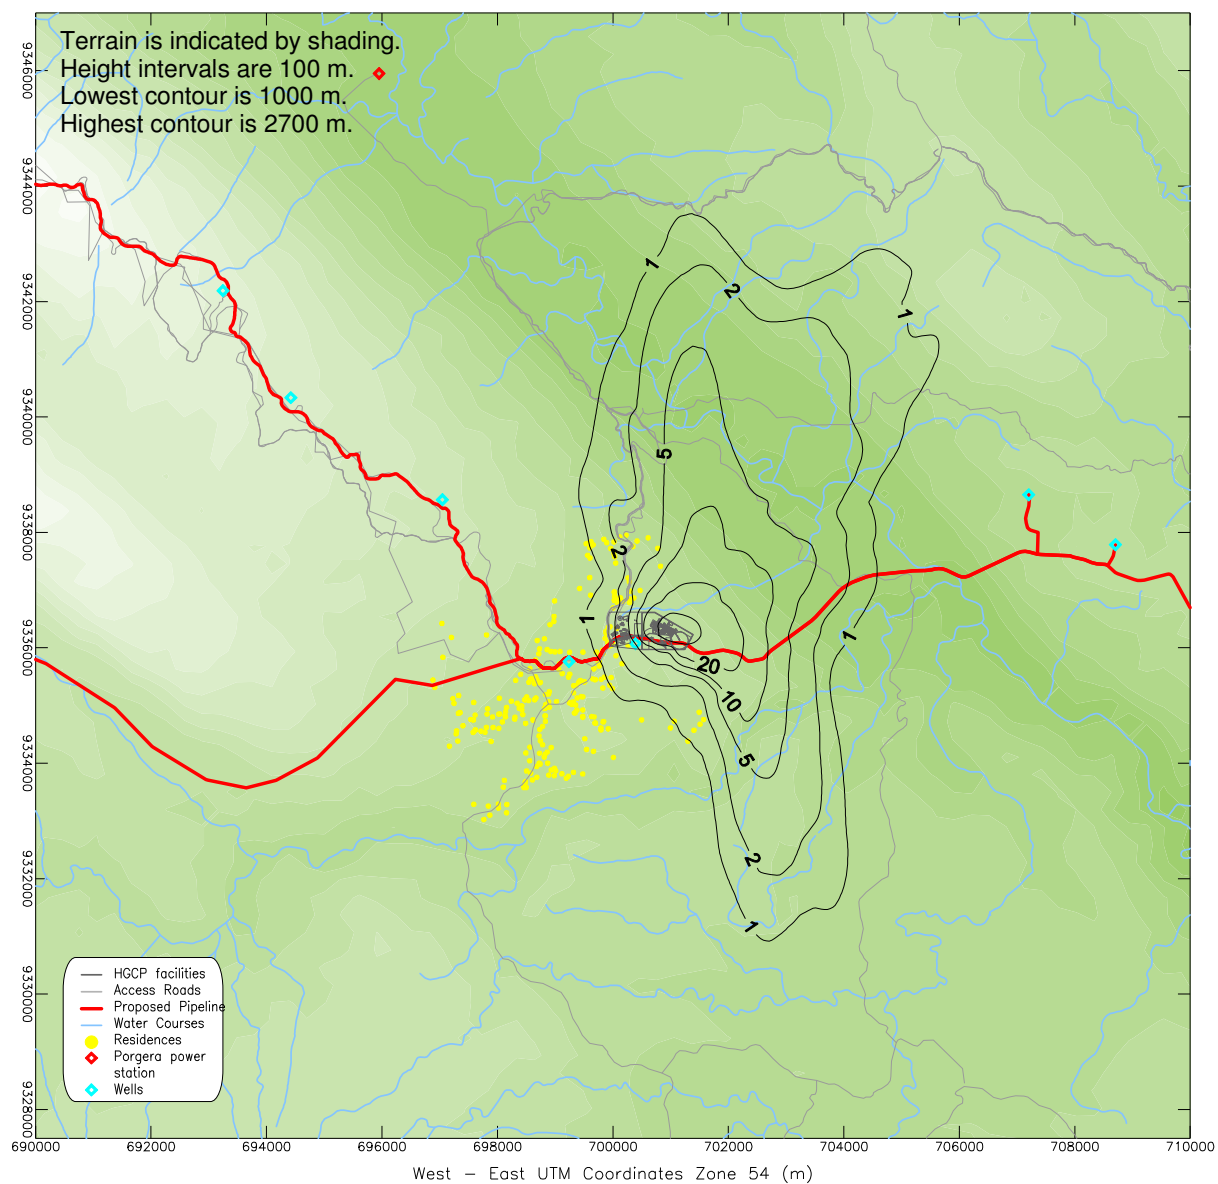 Terrain is indicated by shading.
Height intervals are 100 m.
Lowest contour is 1000 m.
Highest contour is 2700 m.
9346000
9344000
9342000
9340000
9338000
9336000
9334000
9332000
9330000
9328000
1
2
1
5
2
1
1
20
10
5
2
1
HGCP facilities
Access Roads
Proposed Pipeline
Water Courses
Residences
Porgera power
station
Wells
690000 692000 694000 696000 698000 700000 702000 704000 706000 708000 710000
West – East UTM Coordinates Zone 54 (m)